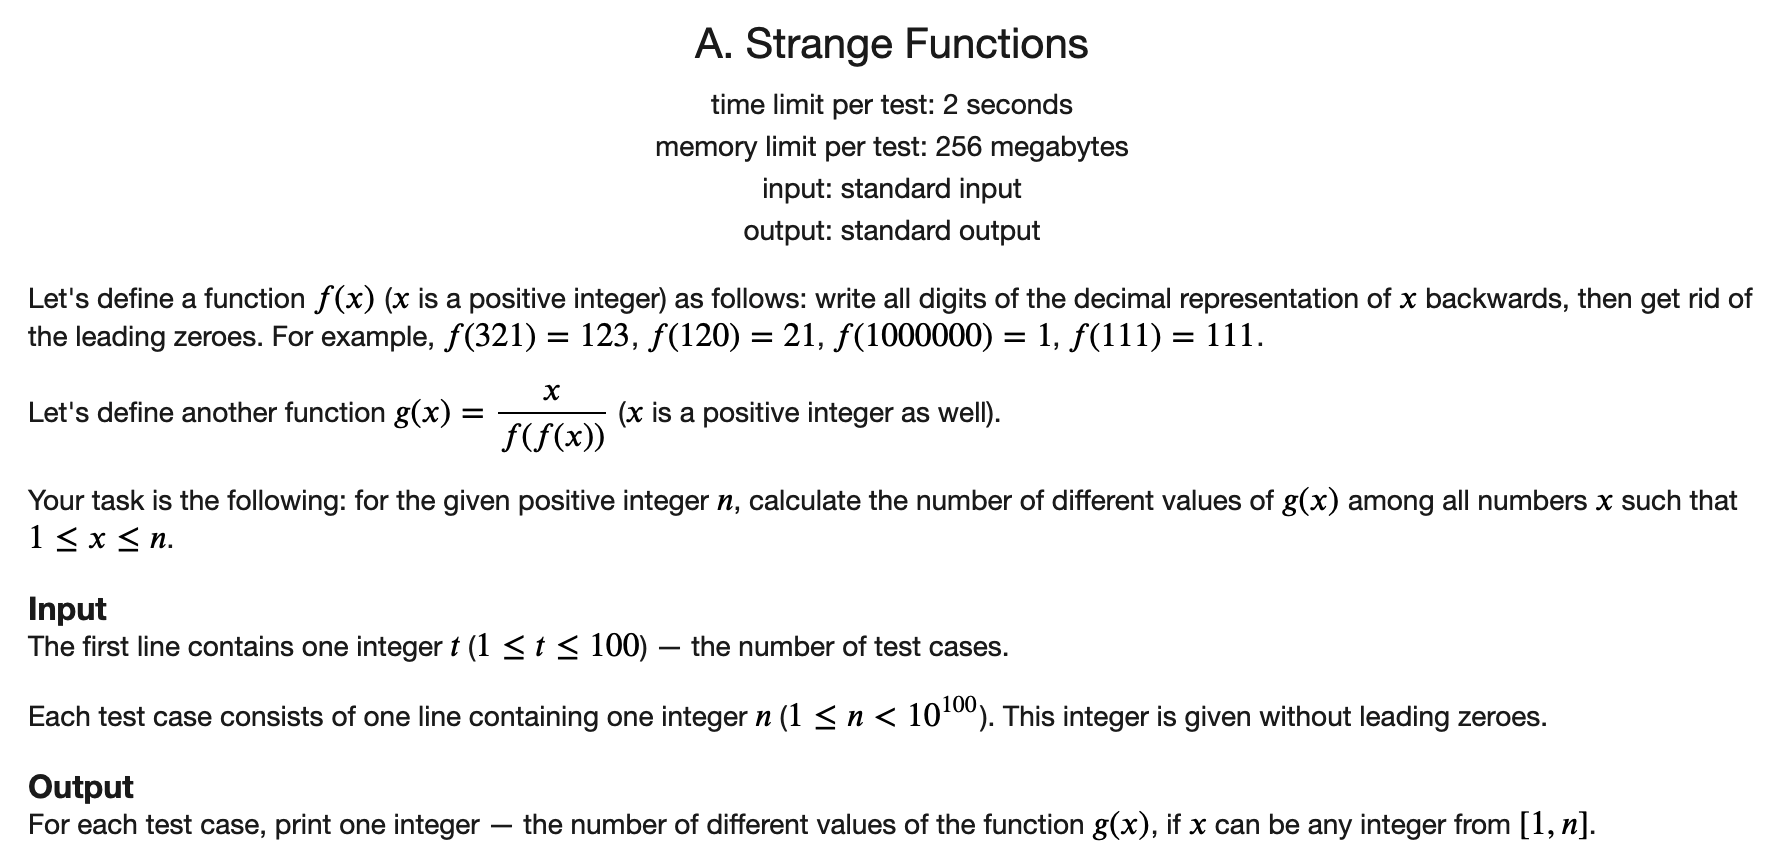 A. Strange Functions
time limit per test: 2 seconds
memory limit per test: 256 megabytes
input: standard input
output: standard output
Let's define a function f(x) (x is a positive integer) as follows: write all digits of the decimal representation of x backwards, then get rid of
the leading zeroes. For example, f(321) = 123, f(120) = 21, f(1000000) = 1, f(111) = 111.
Let's define another function g(x) = x / f(f(x)) (x is a positive integer as well).
Your task is the following: for the given positive integer n, calculate the number of different values of g(x) among all numbers x such that
1 ≤ x ≤ n.
Input
The first line contains one integer t (1 ≤ t ≤ 100) — the number of test cases.
Each test case consists of one line containing one integer n (1 ≤ n < 10^100). This integer is given without leading zeroes.
Output
For each test case, print one integer — the number of different values of the function g(x), if x can be any integer from [1, n].